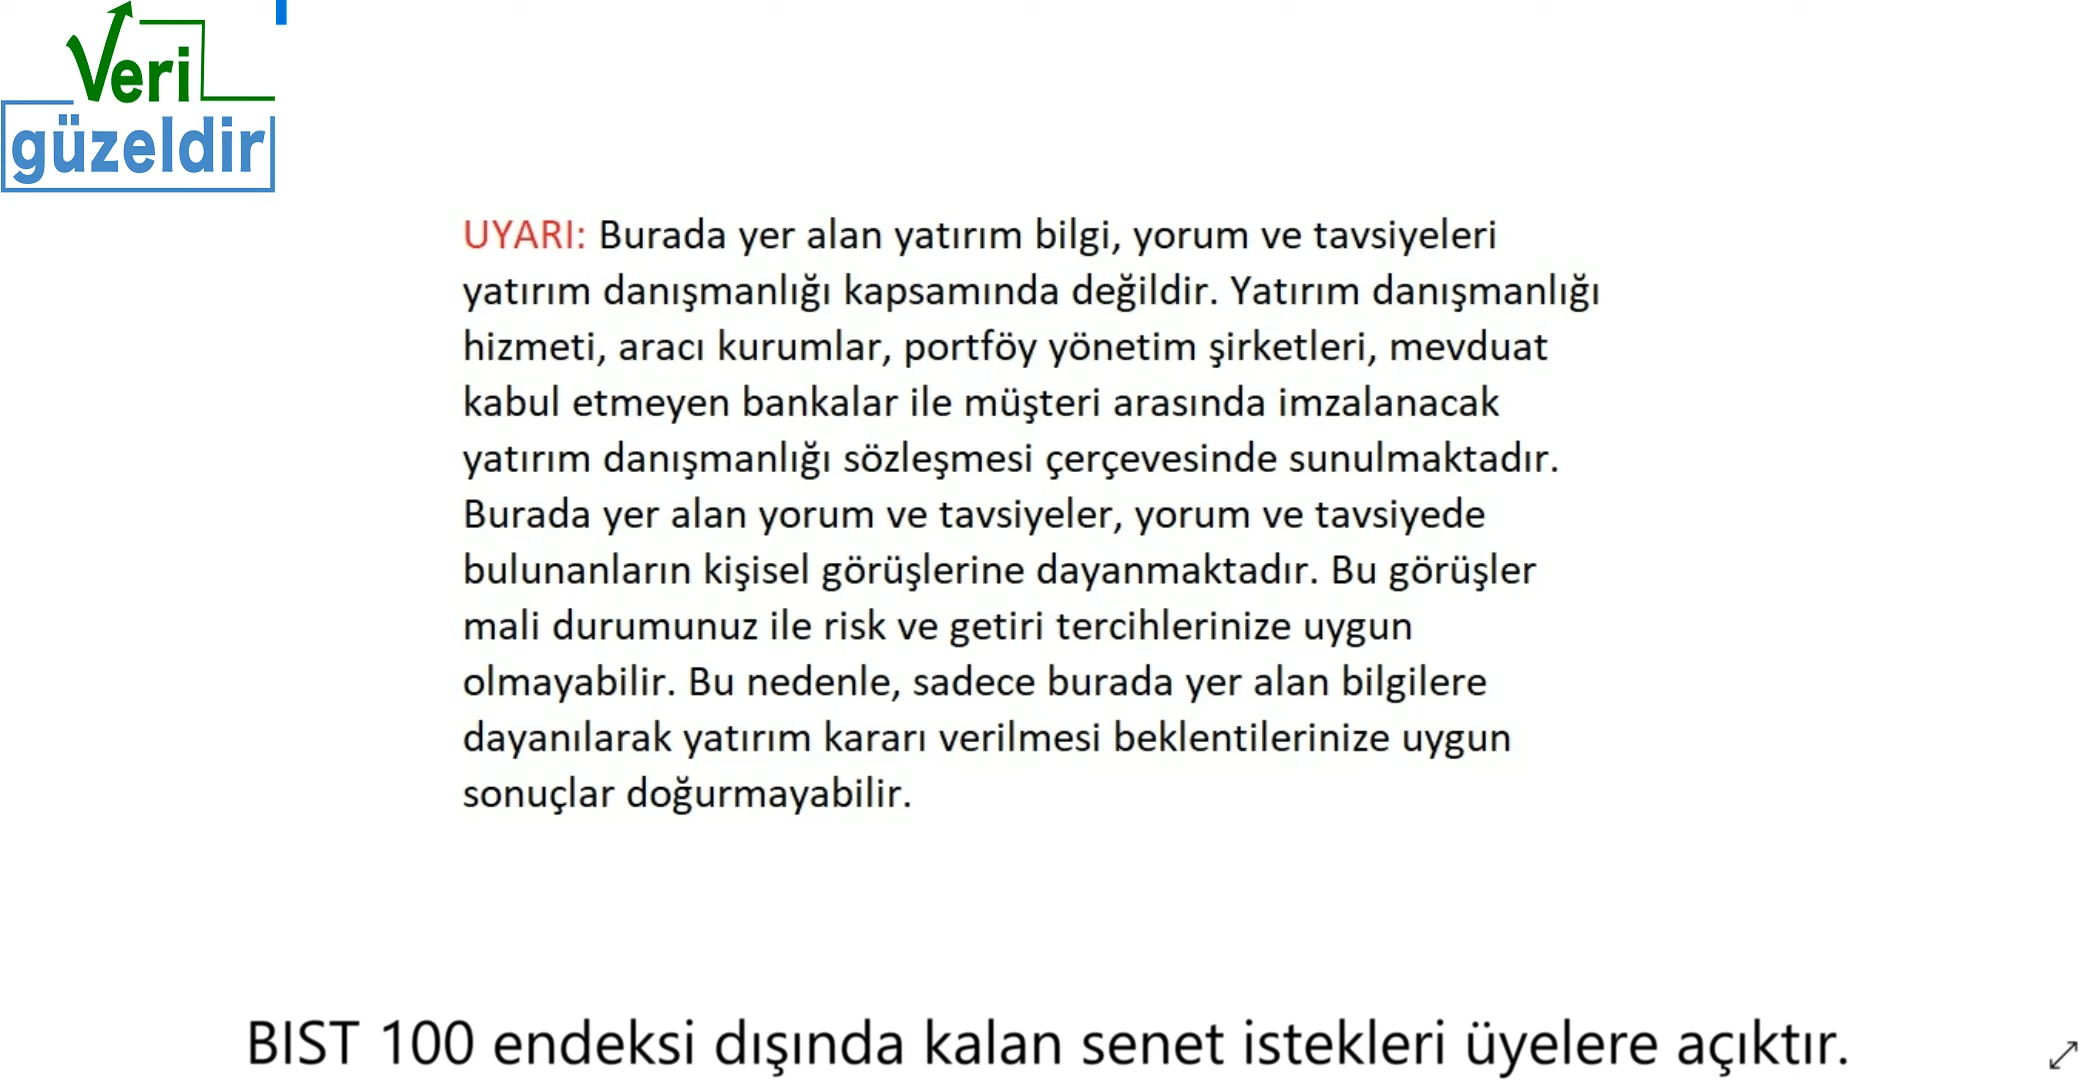 Veri
güzeldir
UYARI: Burada yer alan yatırım bilgi, yorum ve tavsiyeleri
yatırım danışmanlığı kapsamında değildir. Yatırım danışmanlığı
hizmeti, aracı kurumlar, portföy yönetim şirketleri, mevduat
kabul etmeyen bankalar ile müşteri arasında imzalanacak
yatırım danışmanlığı sözleşmesi çerçevesinde sunulmaktadır.
Burada yer alan yorum ve tavsiyeler, yorum ve tavsiyede
bulunanların kişisel görüşlerine dayanmaktadır. Bu görüşler
mali durumunuz ile risk ve getiri tercihlerinize uygun
olmayabilir. Bu nedenle, sadece burada yer alan bilgilere
dayanılarak yatırım kararı verilmesi beklentilerinize uygun
sonuçlar doğurmayabilir.
BIST 100 endeksi dışında kalan senet istekleri üyelere açıktır.